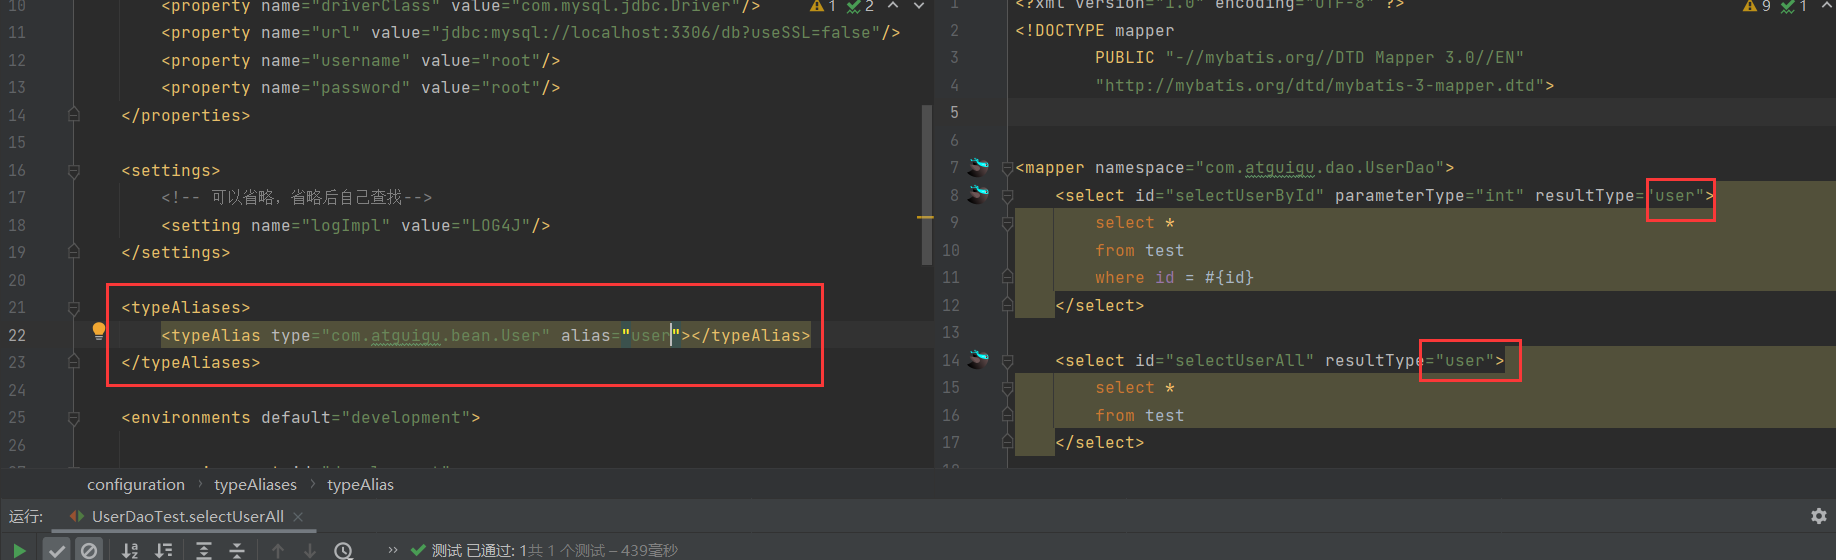 10 <property name="driverClass" value="com.mysql.jdbc.Driver"/> 1 2
11 <property name="url" value="jdbc:mysql://localhost:3306/db?useSSL=false"/>
12 <property name="username" value="root"/>
13 <property name="password" value="root"/>
14 </properties>
15
16 <settings>
17 <!-- 可以省略，省略后自己查找-->
18 <setting name="logImpl" value="LOG4J"/>
19 </settings>
20
21 <typeAliases>
22 <typeAlias type="com.atguigu.bean.User" alias="user"></typeAlias>
23 </typeAliases>
24
25 <environments default="development">
26
1 <?xml version="1.0" encoding="UTF-8" ?> 9 1
2 <!DOCTYPE mapper
3 PUBLIC "-//mybatis.org//DTD Mapper 3.0//EN"
4 "http://mybatis.org/dtd/mybatis-3-mapper.dtd">
5
6
7 <mapper namespace="com.atguigu.dao.UserDao">
8 <select id="selectUserById" parameterType="int" resultType="user">
9 select *
10 from test
11 where id = #{id}
12 </select>
13
14 <select id="selectUserAll" resultType="user">
15 select *
16 from test
17 </select>
configuration › typeAliases › typeAlias
运行: UserDaoTest.selectUserAll ×
» 测试 已通过: 1共 1 个测试 – 439毫秒